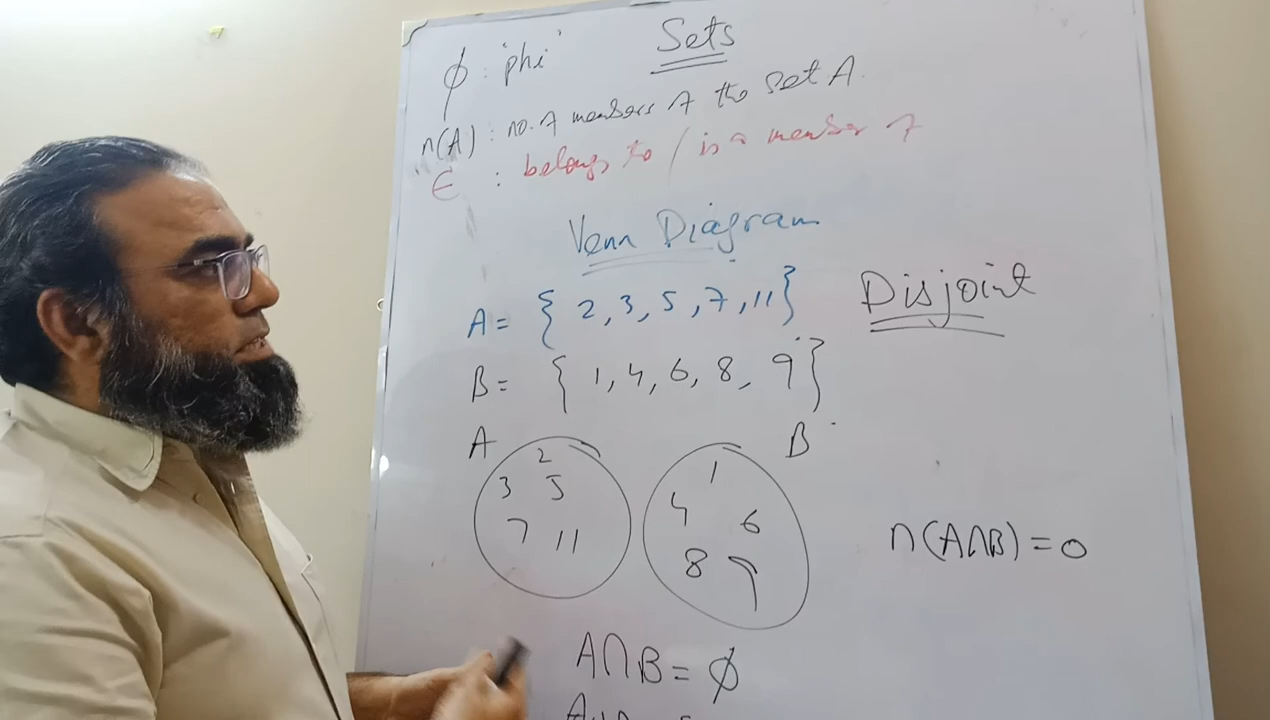 Sets
φ : 'phi'
n(A) : no. of members of the set A.
∈ : belongs to / is a member of
Venn Diagram
A = { 2, 3, 5, 7, 11 }
Disjoint
B = { 1, 4, 6, 8, 9 }
A
B
2
3 5
7 11
1
4
6
8
n(A∩B) = 0
A∩B = φ